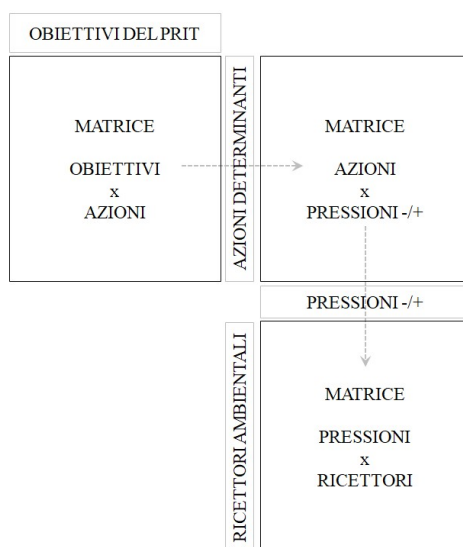 OBIETTIVI DEL PRIT
MATRICE
OBIETTIVI
x
AZIONI
AZIONI DETERMINANTI
MATRICE
AZIONI
x
PRESSIONI -/+
PRESSIONI -/+
RICETTORI AMBIENTALI
MATRICE
PRESSIONI
x
RICETTORI